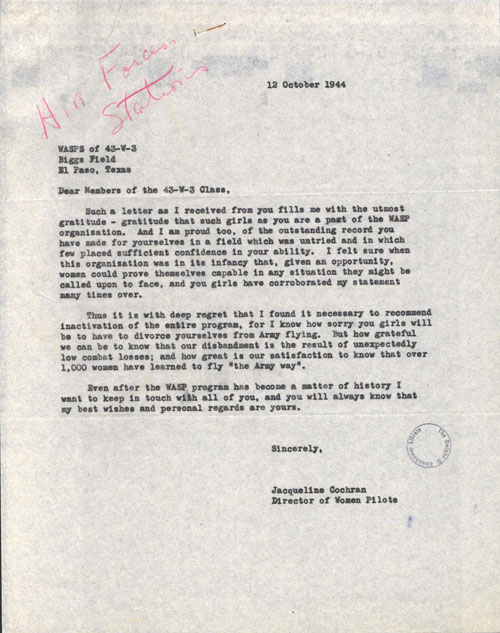 Air Forces
Stations
12 October 1944
WASPS of 43-W-3
Biggs Field
El Paso, Texas
Dear Members of the 43-W-3 Class,
Such a letter as I received from you fills me with the utmost
gratitude - gratitude that such girls as you are a part of the WASP
organization. And I am proud too, of the outstanding record you
have made for yourselves in a field which was untried and in which
few placed sufficient confidence in your ability. I felt sure when
this organization was in its infancy that, given an opportunity,
women could prove themselves capable in any situation they might be
called upon to face, and you girls have corroborated my statement
many times over.
Thus it is with deep regret that I found it necessary to recommend
inactivation of the entire program, for I know how sorry you girls will
be to have to divorce yourselves from Army flying. But how grateful
we can be to know that our disbandment is the result of unexpectedly
low combat losses; and how great is our satisfaction to know that over
1,000 women have learned to fly "the Army way".
Even after the WASP program has become a matter of history I
want to keep in touch with all of you, and you will always know that
my best wishes and personal regards are yours.
Sincerely,
The Dwight D. Eisenhower Library
Jacqueline Cochran
Director of Women Pilots